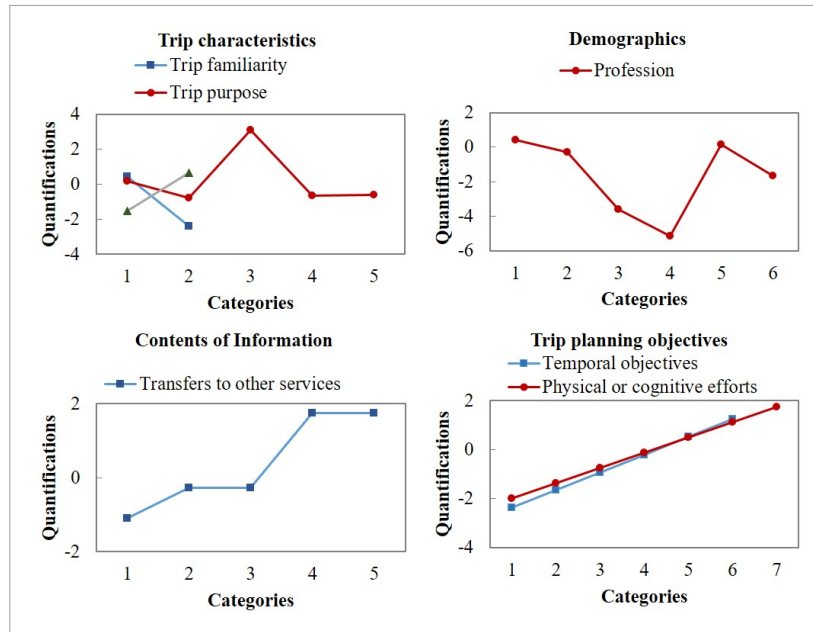 Trip characteristics
Trip familiarity
Trip purpose
Quantifications
4
2
0
-2
-4
1 2 3 4 5
Categories
Demographics
Profession
Quantifications
2
0
-2
-4
-6
1 2 3 4 5 6
Categories
Contents of Information
Transfers to other services
Quantifications
2
0
-2
1 2 3 4 5
Categories
Trip planning objectives
Temporal objectives
Physical or cognitive efforts
Quantifications
2
0
-2
-4
1 2 3 4 5 6 7
Categories